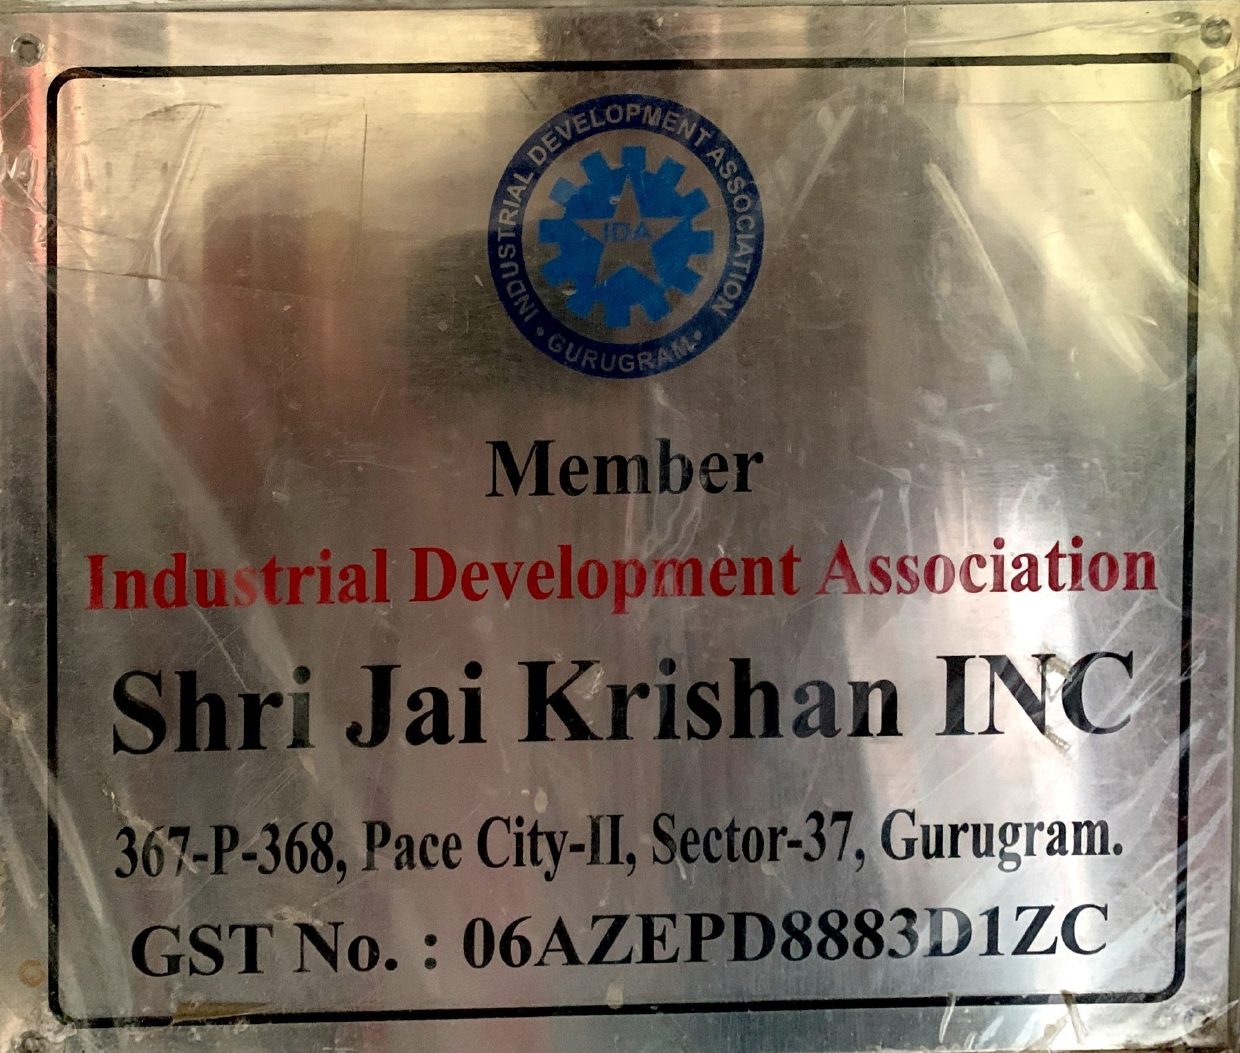 INDUSTRIAL DEVELOPMENT ASSOCIATION
• GURUGRAM •
IDA
Member
Industrial Development Association
Shri Jai Krishan INC
367-P-368, Pace City-II, Sector-37, Gurugram.
GST No. : 06AZEPD8883D1ZC